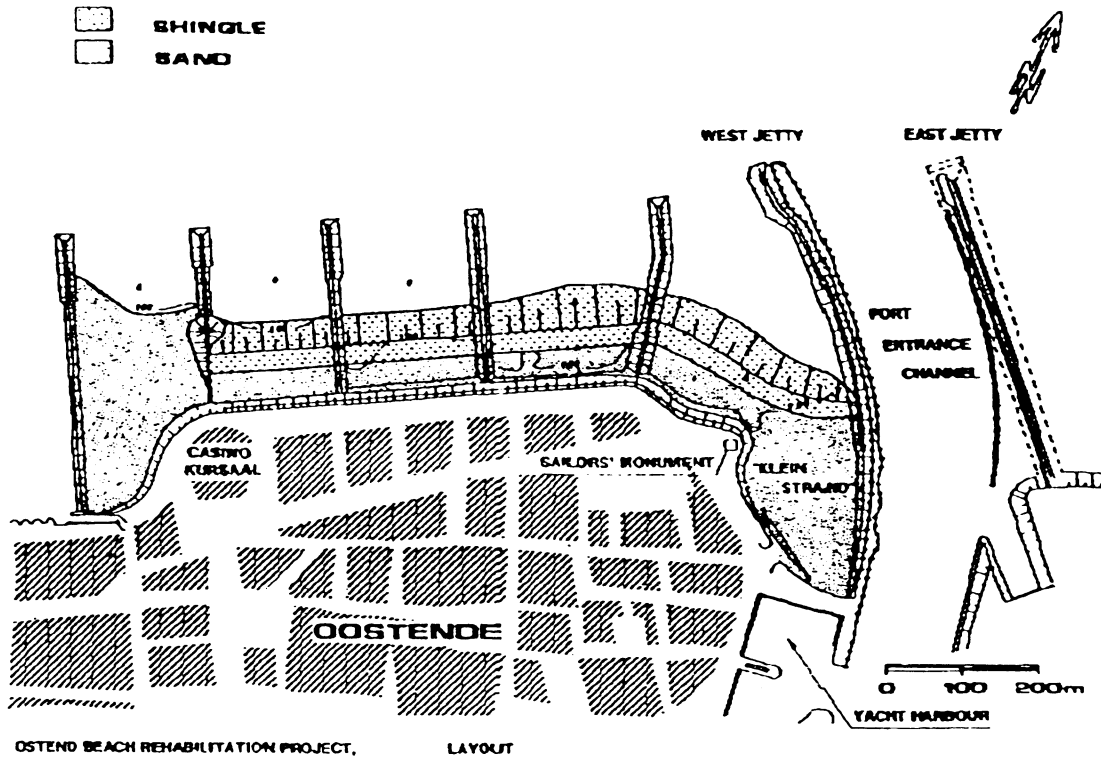 SHINGLE
SAND
N
WEST JETTY
EAST JETTY
PORT
ENTRANCE
CHANNEL
CASINO
KURSAAL
SAILORS' MONUMENT
"KLEIN
STRAND"
OOSTENDE
0 100 200m
YACHT HARBOUR
OSTEND BEACH REHABILITATION PROJECT, LAYOUT